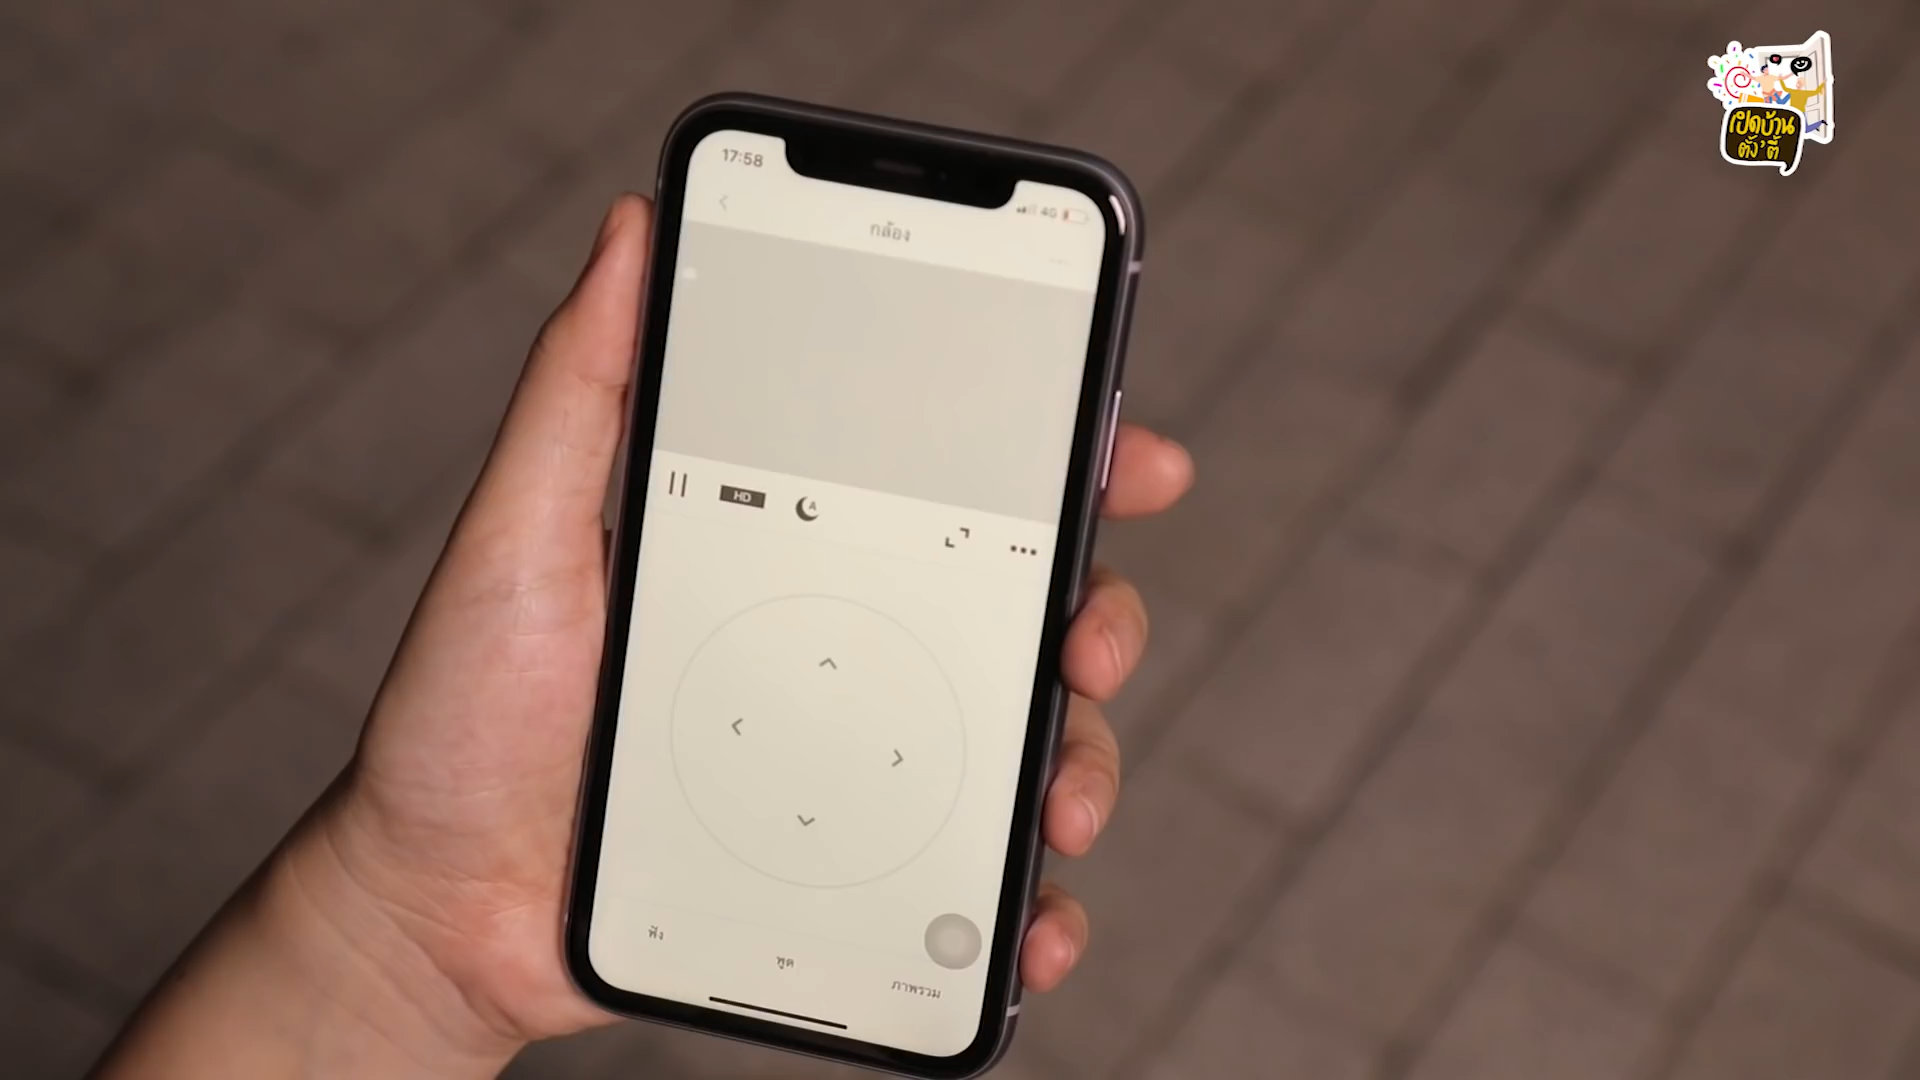 เปิดบ้าน
ตั้ง'ตี้
17:58
4G
กล้อง
HD
A
ฟัง
พูด
ภาพรวม